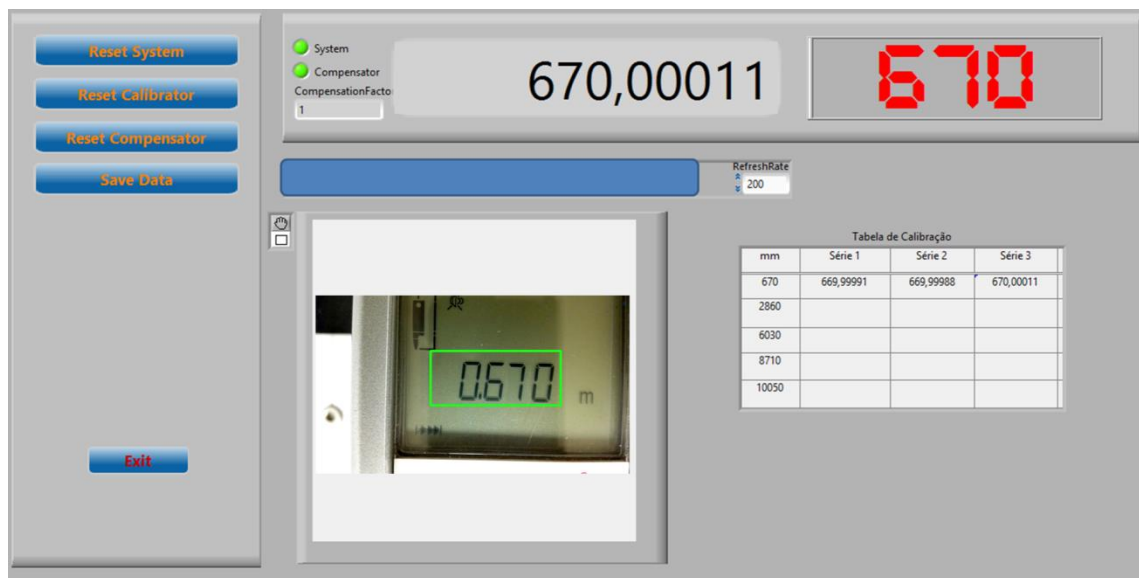 Reset System
Reset Calibrator
Reset Compensator
Save Data
Exit
System
Compensator
CompensationFacto
1
670,00011
670
RefreshRate
200
0.670 m
Tabela de Calibração
mm Série 1 Série 2 Série 3
670 669,99991 669,99988 670,00011
2860
6030
8710
10050